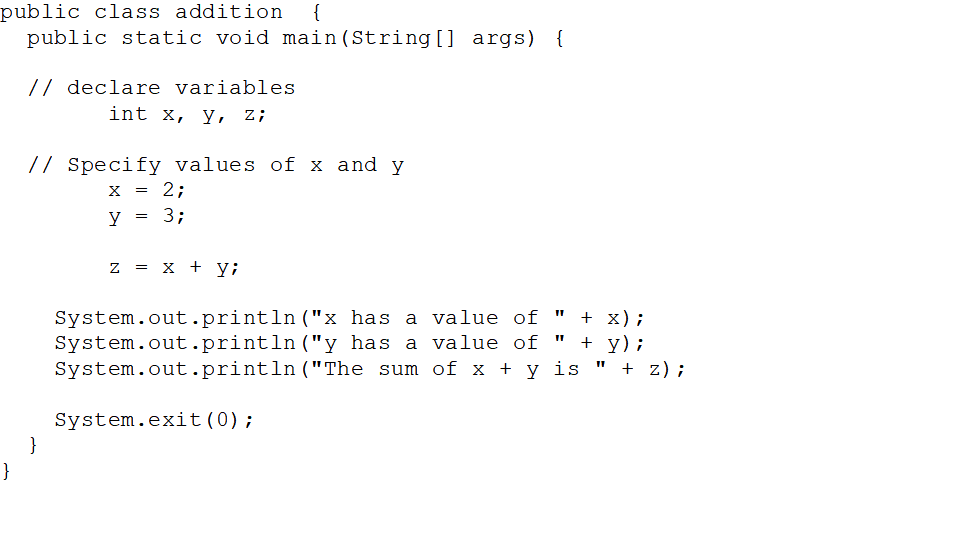 public class addition  {
  public static void main(String[] args) {

  // declare variables
        int x, y, z;

  // Specify values of x and y
        x = 2;
        y = 3;

        z = x + y;

    System.out.println("x has a value of " + x);
    System.out.println("y has a value of " + y);
    System.out.println("The sum of x + y is " + z);

    System.exit(0);
  }
}